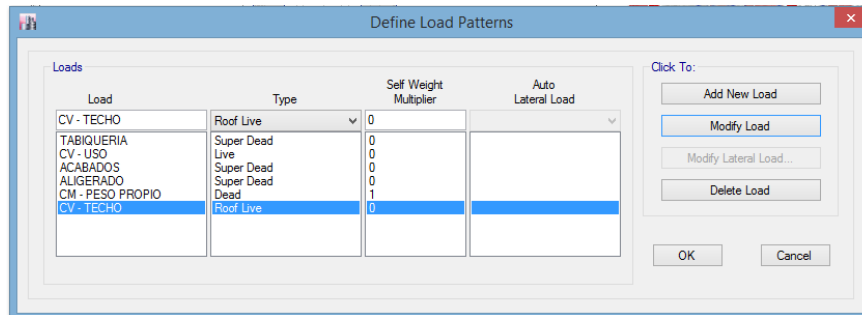 Define Load Patterns
Loads
Click To:
Load Type Self Weight Multiplier Auto Lateral Load
CV - TECHO Roof Live 0
TABIQUERIA Super Dead 0
CV - USO Live 0
ACABADOS Super Dead 0
ALIGERADO Super Dead 0
CM - PESO PROPIO Dead 1
CV - TECHO Roof Live 0
Add New Load
Modify Load
Modify Lateral Load...
Delete Load
OK Cancel